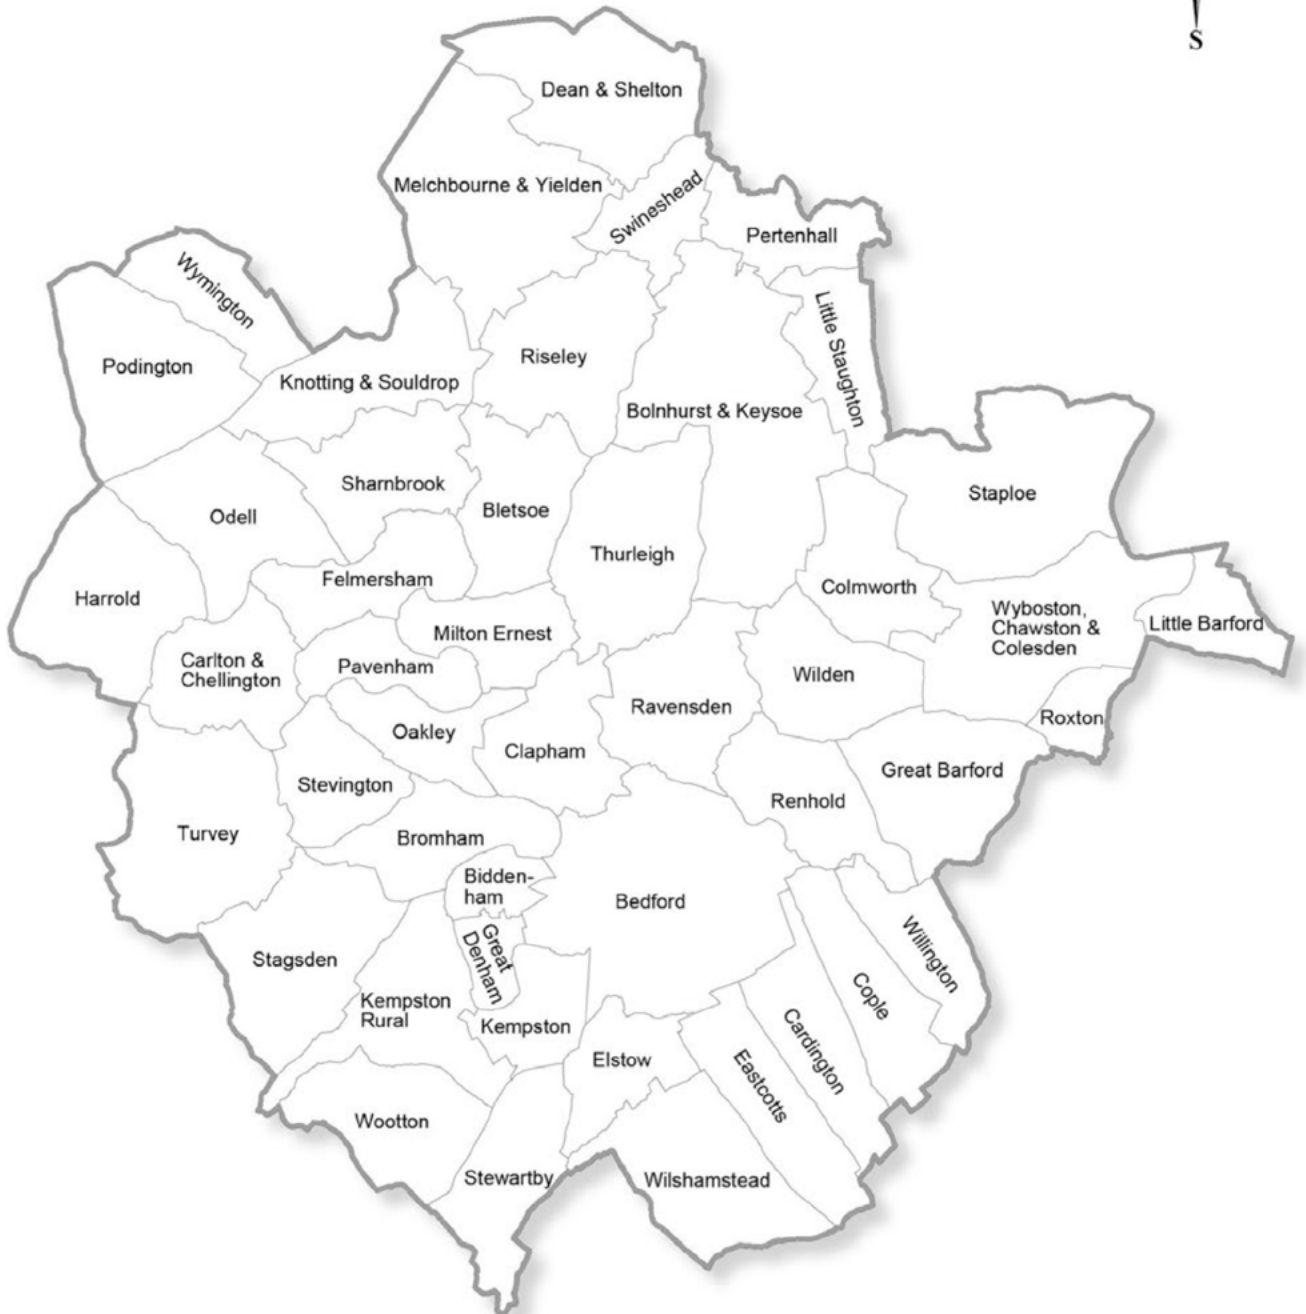 S
Dean & Shelton
Melchbourne & Yielden
Swineshead
Pertenhall
Wymington
Little Staughton
Podington
Riseley
Knotting & Souldrop
Bolnhurst & Keysoe
Sharnbrook
Staploe
Bletsoe
Odell
Thurleigh
Felmersham
Colmworth
Harrold
Wyboston,
Chawston &
Colesden
Little Barford
Milton Ernest
Carlton &
Chellington
Pavenham
Wilden
Ravensden
Roxton
Oakley
Clapham
Great Barford
Stevington
Renhold
Turvey
Bromham
Bidden-
ham
Bedford
Great
Denham
Willington
Stagsden
Cople
Kempston
Rural
Kempston
Cardington
Elstow
Eastcotts
Wootton
Stewartby
Wilshamstead